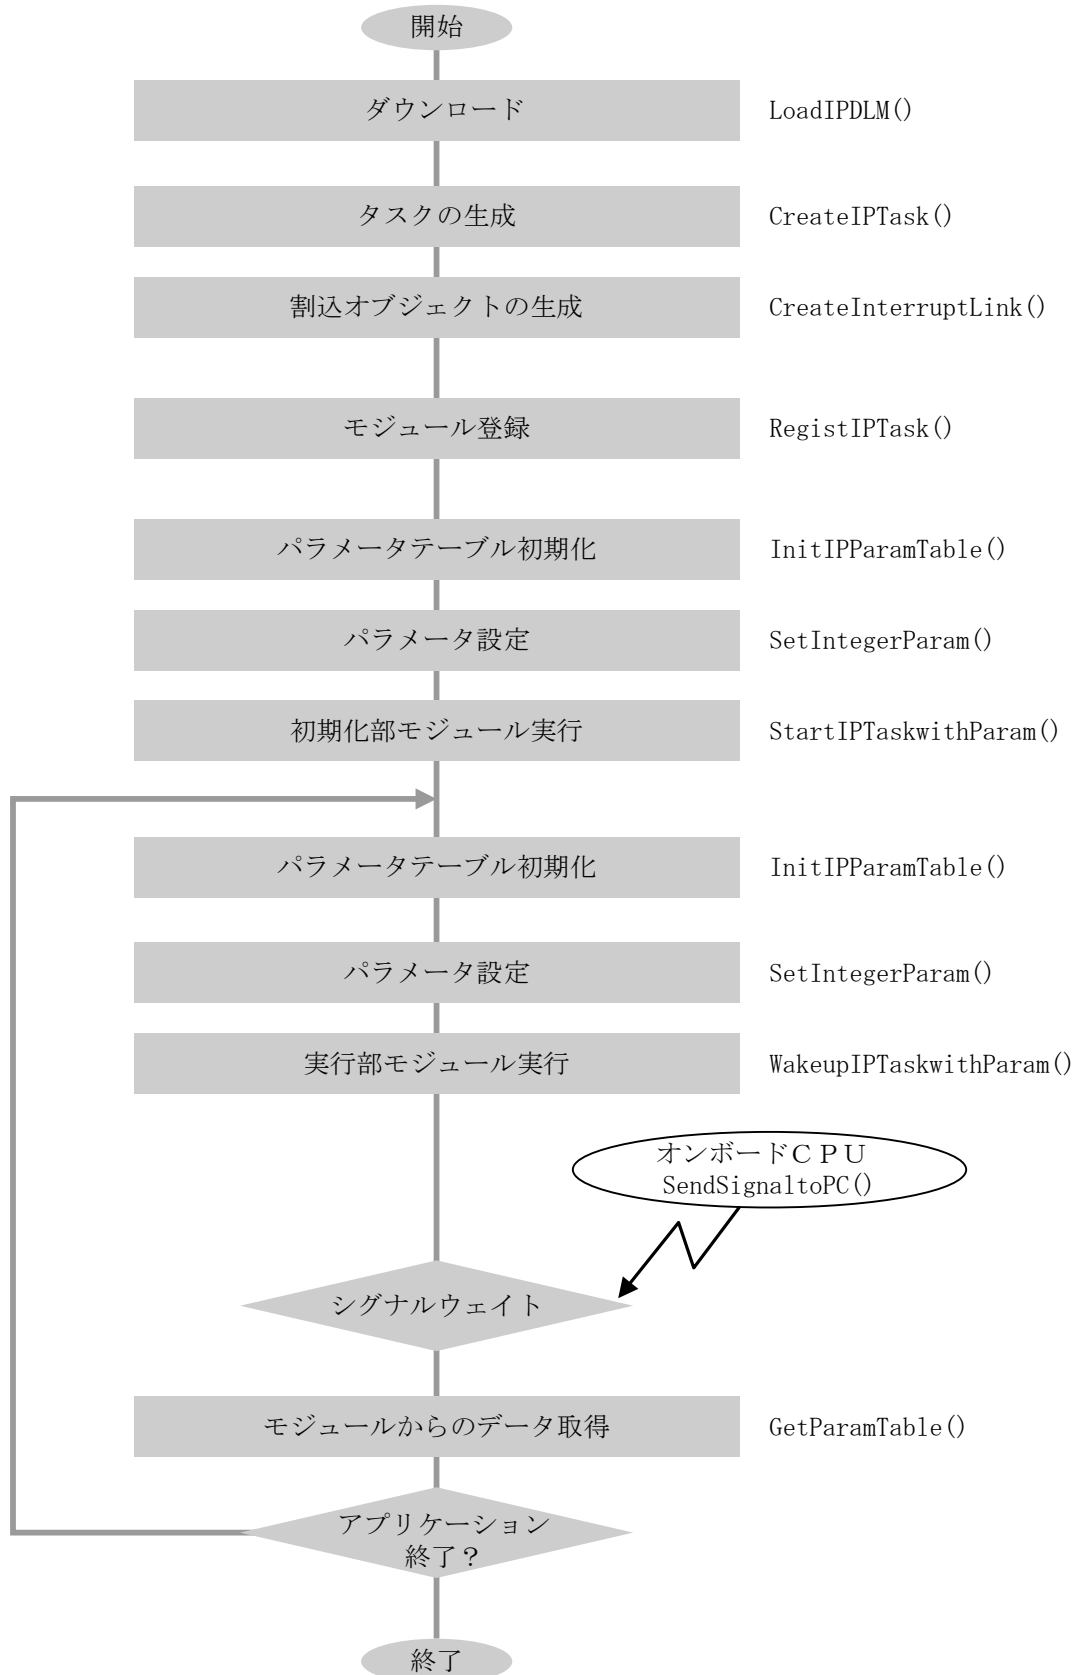 開始
ダウンロード
LoadIPDLM()
タスクの生成
CreateIPTask()
割込オブジェクトの生成
CreateInterruptLink()
モジュール登録
RegistIPTask()
パラメータテーブル初期化
InitIPParamTable()
パラメータ設定
SetIntegerParam()
初期化部モジュール実行
StartIPTaskwithParam()
パラメータテーブル初期化
InitIPParamTable()
パラメータ設定
SetIntegerParam()
実行部モジュール実行
WakeupIPTaskwithParam()
オンボードＣＰＵ
SendSignaltoPC()
シグナルウェイト
モジュールからのデータ取得
GetParamTable()
アプリケーション
終了？
終了